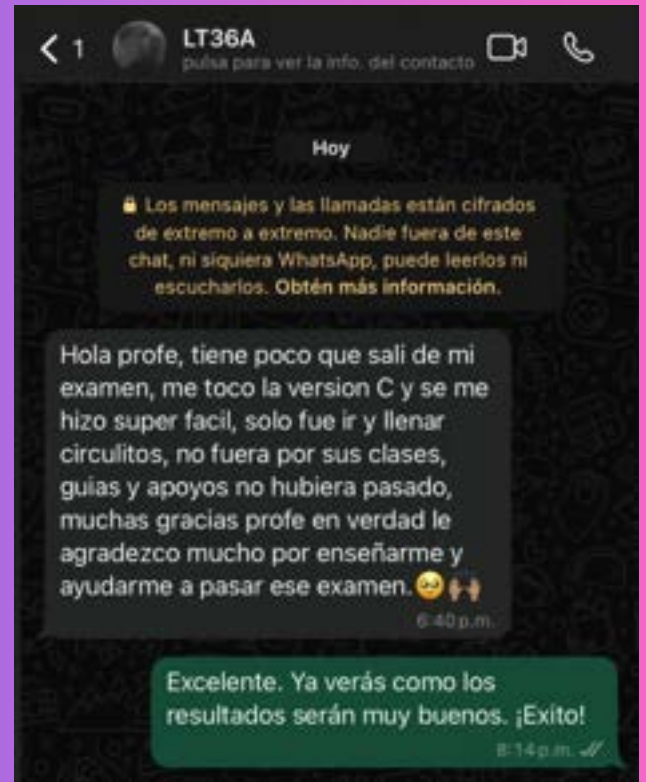 1
LT36A
pulsa para ver la info. del contacto
Hoy
Los mensajes y las llamadas están cifrados
de extremo a extremo. Nadie fuera de este
chat, ni siquiera WhatsApp, puede leerlos ni
escucharlos. Obtén más información.
Hola profe, tiene poco que sali de mi
examen, me toco la version C y se me
hizo super facil, solo fue ir y llenar
circulitos, no fuera por sus clases,
guias y apoyos no hubiera pasado,
muchas gracias profe en verdad le
agradezco mucho por enseñarme y
ayudarme a pasar ese examen.🥺🙌🏽
6:40 p.m.
Excelente. Ya verás como los
resultados serán muy buenos. ¡Exito!
8:14 p.m.